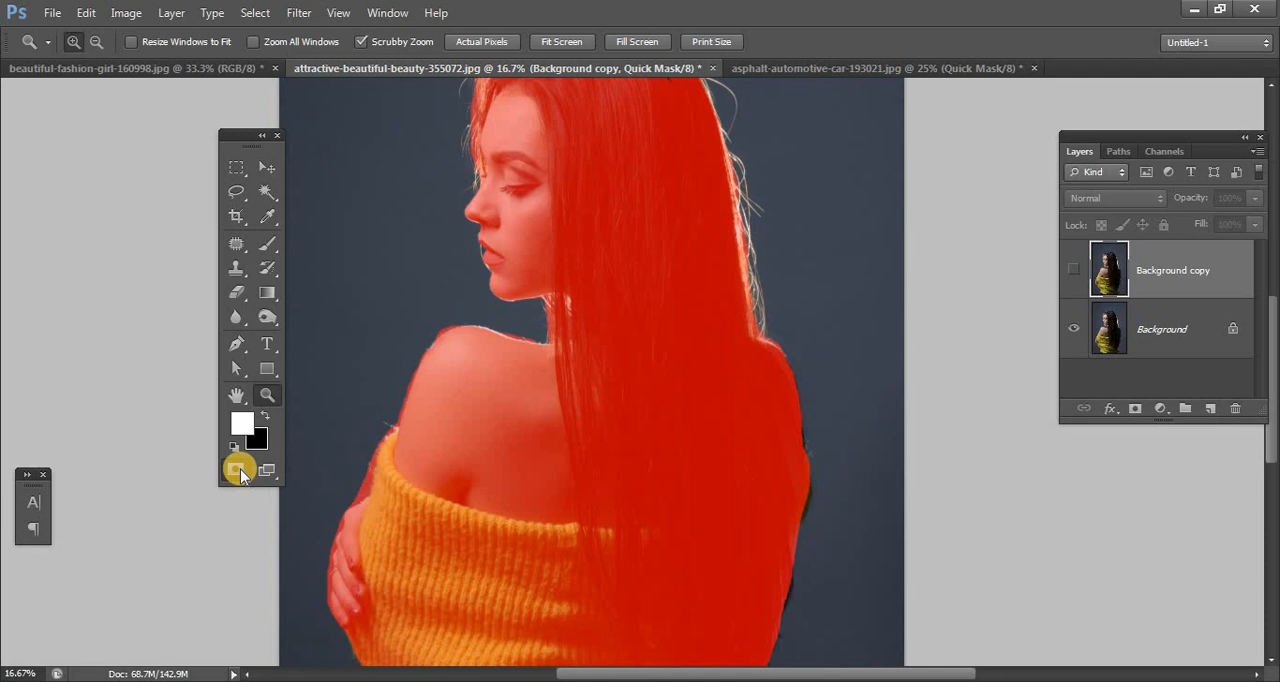 Ps File Edit Image Layer Type Select Filter View Window Help
Resize Windows to Fit Zoom All Windows Scrubby Zoom Actual Pixels Fit Screen Fill Screen Print Size Untitled-1
beautiful-fashion-girl-160998.jpg @ 33.3% (RGB/8) * × attractive-beautiful-beauty-355072.jpg @ 16.7% (Background copy, Quick Mask/8) * × asphalt-automotive-car-193021.jpg @ 25% (Quick Mask/8) * ×
Layers Paths Channels
Kind
Normal Opacity: 100%
Lock: Fill: 100%
Background copy
Background
fx
T
A
¶
16.67% Doc: 68.7M/142.9M